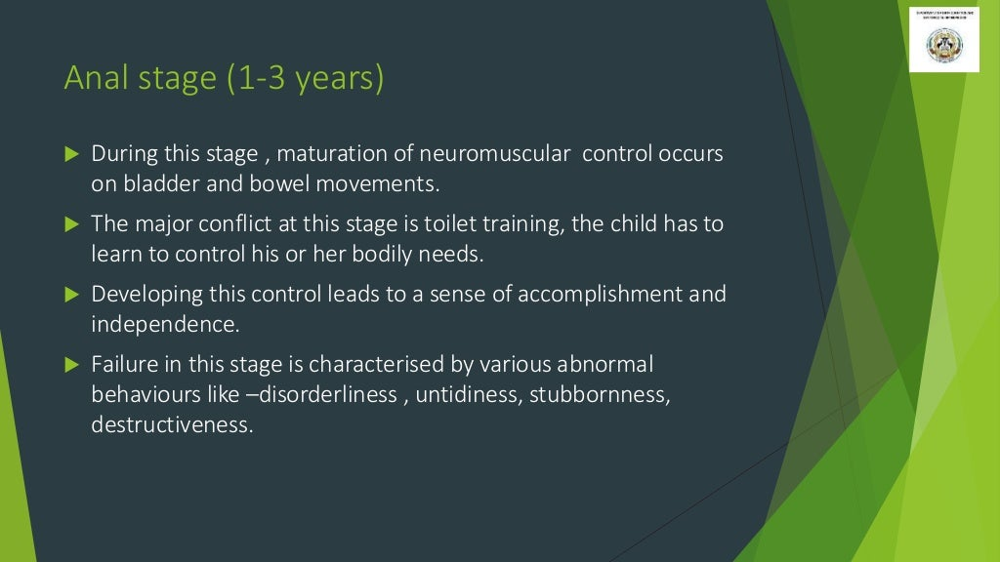 Anal stage (1-3 years)
During this stage , maturation of neuromuscular  control occurs
on bladder and bowel movements.
The major conflict at this stage is toilet training, the child has to
learn to control his or her bodily needs.
Developing this control leads to a sense of accomplishment and
independence.
Failure in this stage is characterised by various abnormal
behaviours like –disorderliness , untidiness, stubbornness,
destructiveness.